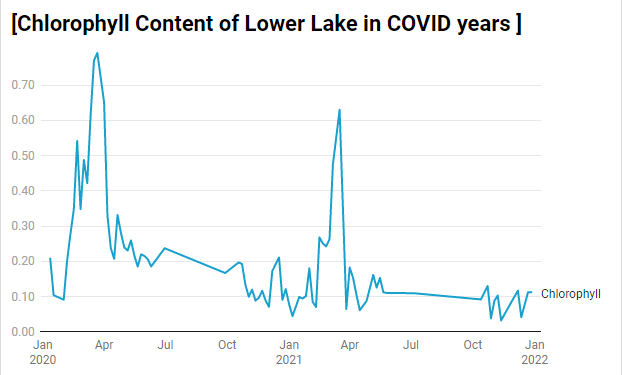 [Chlorophyll Content of Lower Lake in COVID years ]
0.70
0.60
0.50
0.40
0.30
0.20
0.10
0.00
Chlorophyll
Jan Apr Jul Oct Jan Apr Jul Oct Jan
2020 2021 2022